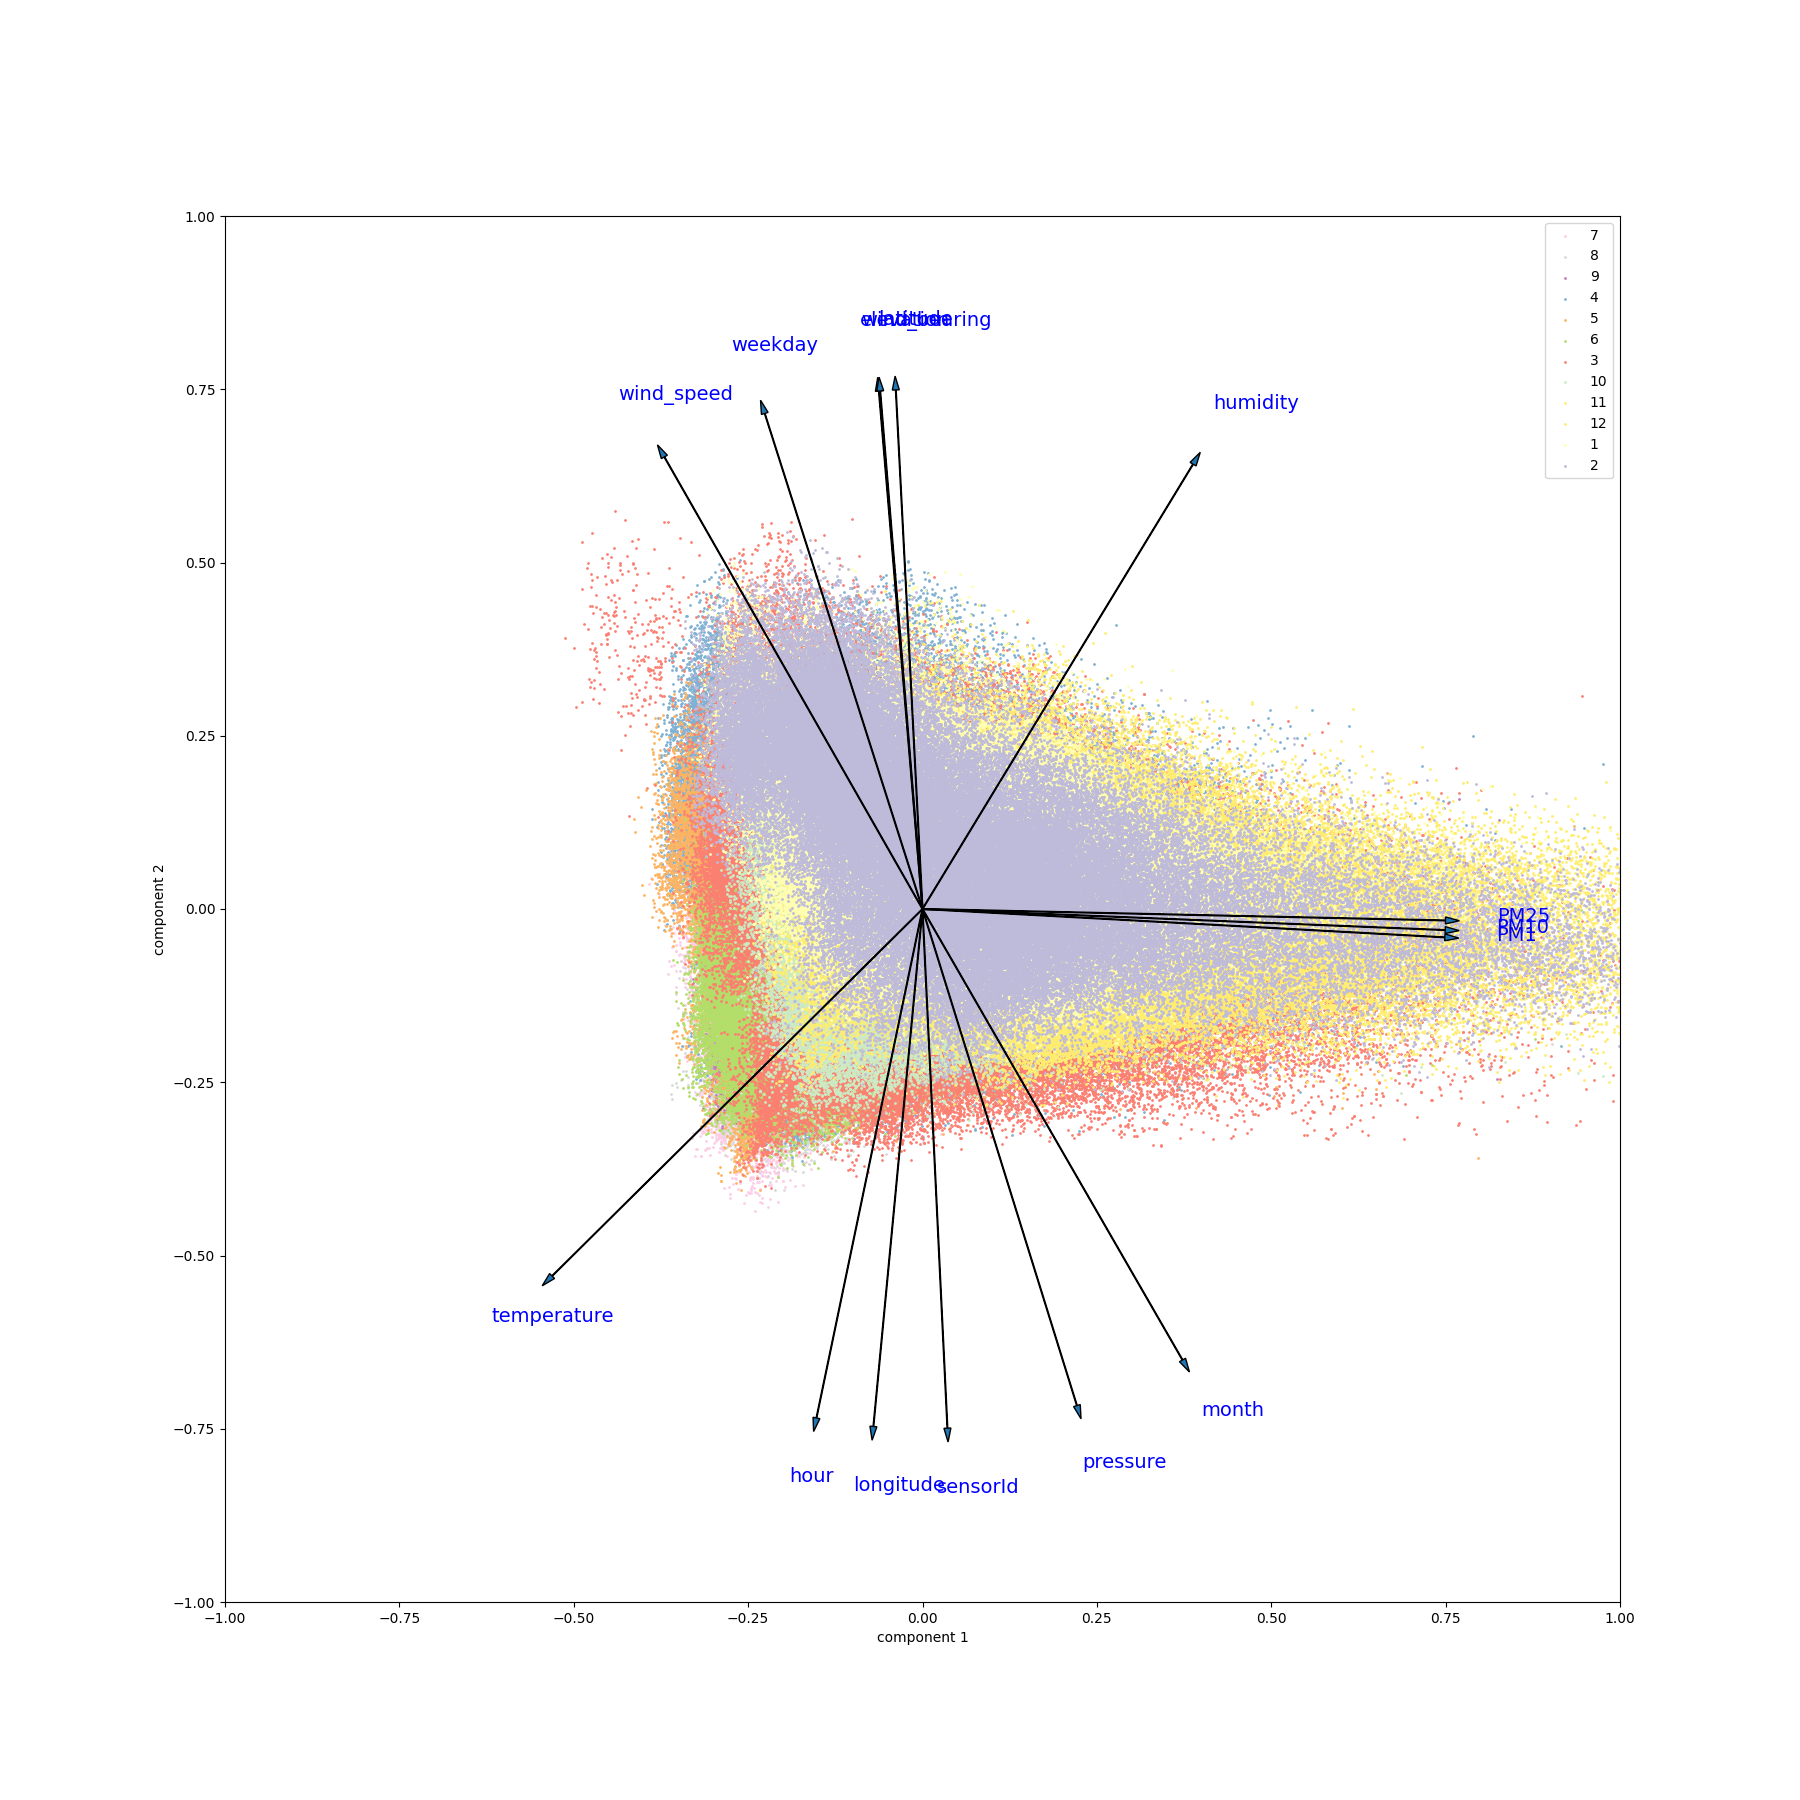 1.00
0.75
0.50
0.25
0.00
−0.25
−0.50
−0.75
−1.00
−1.00
−0.75
−0.50
−0.25
0.00
0.25
0.50
0.75
1.00
component 1
component 2
7
8
9
4
5
6
3
10
11
12
1
2
weekday
wind_speed
humidity
PM25
PM10
PM1
temperature
hour
longitude
sensorId
pressure
month